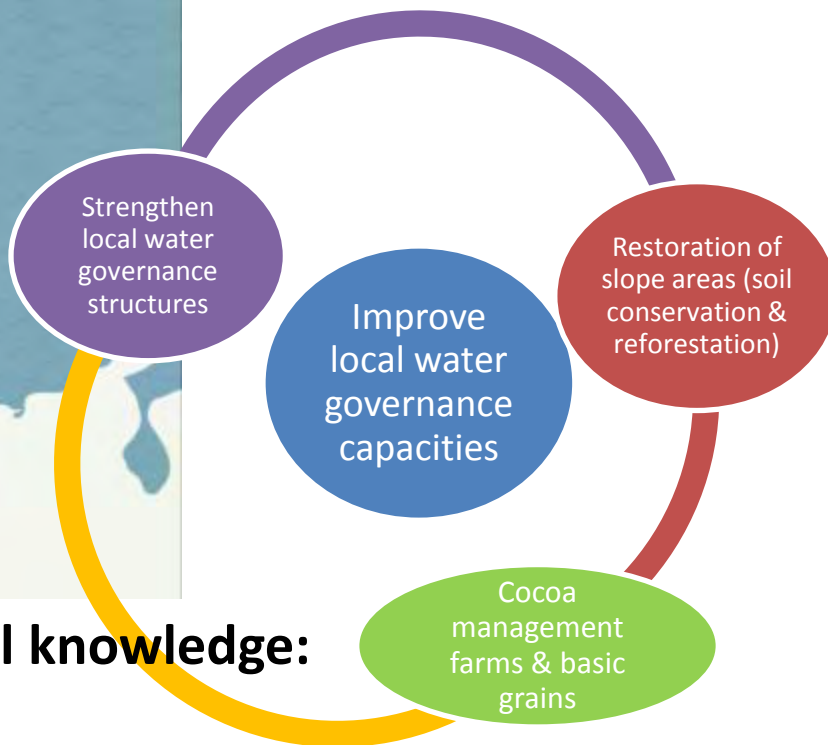 Strengthen
local water
governance
structures
Restoration of
slope areas (soil
conservation &
reforestation)
Improve
local water
governance
capacities
Cocoa
management
farms & basic
grains
l knowledge: